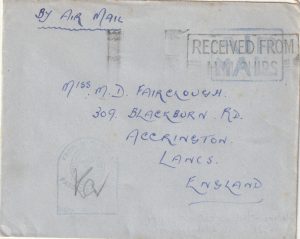 By Air Mail
RECEIVED FROM
H.M. SHIPS
Miss. M. D. Fairclough.
309. Blackburn. Rd.
Accrington.
Lancs.
England